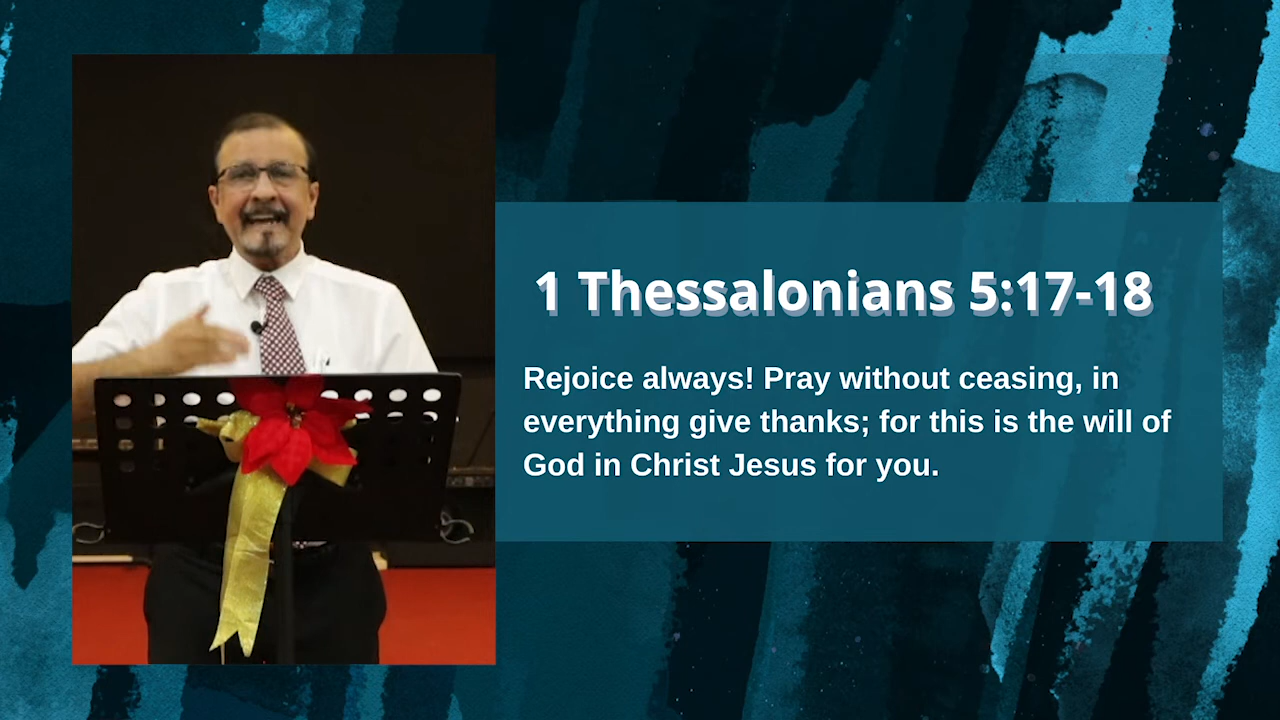 1 Thessalonians 5:17-18
Rejoice always! Pray without ceasing, in
everything give thanks; for this is the will of
God in Christ Jesus for you.